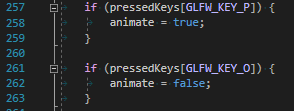 257 if (pressedKeys[GLFW_KEY_P]) {
258 animate = true;
259 }
260
261 if (pressedKeys[GLFW_KEY_O]) {
262 animate = false;
263 }